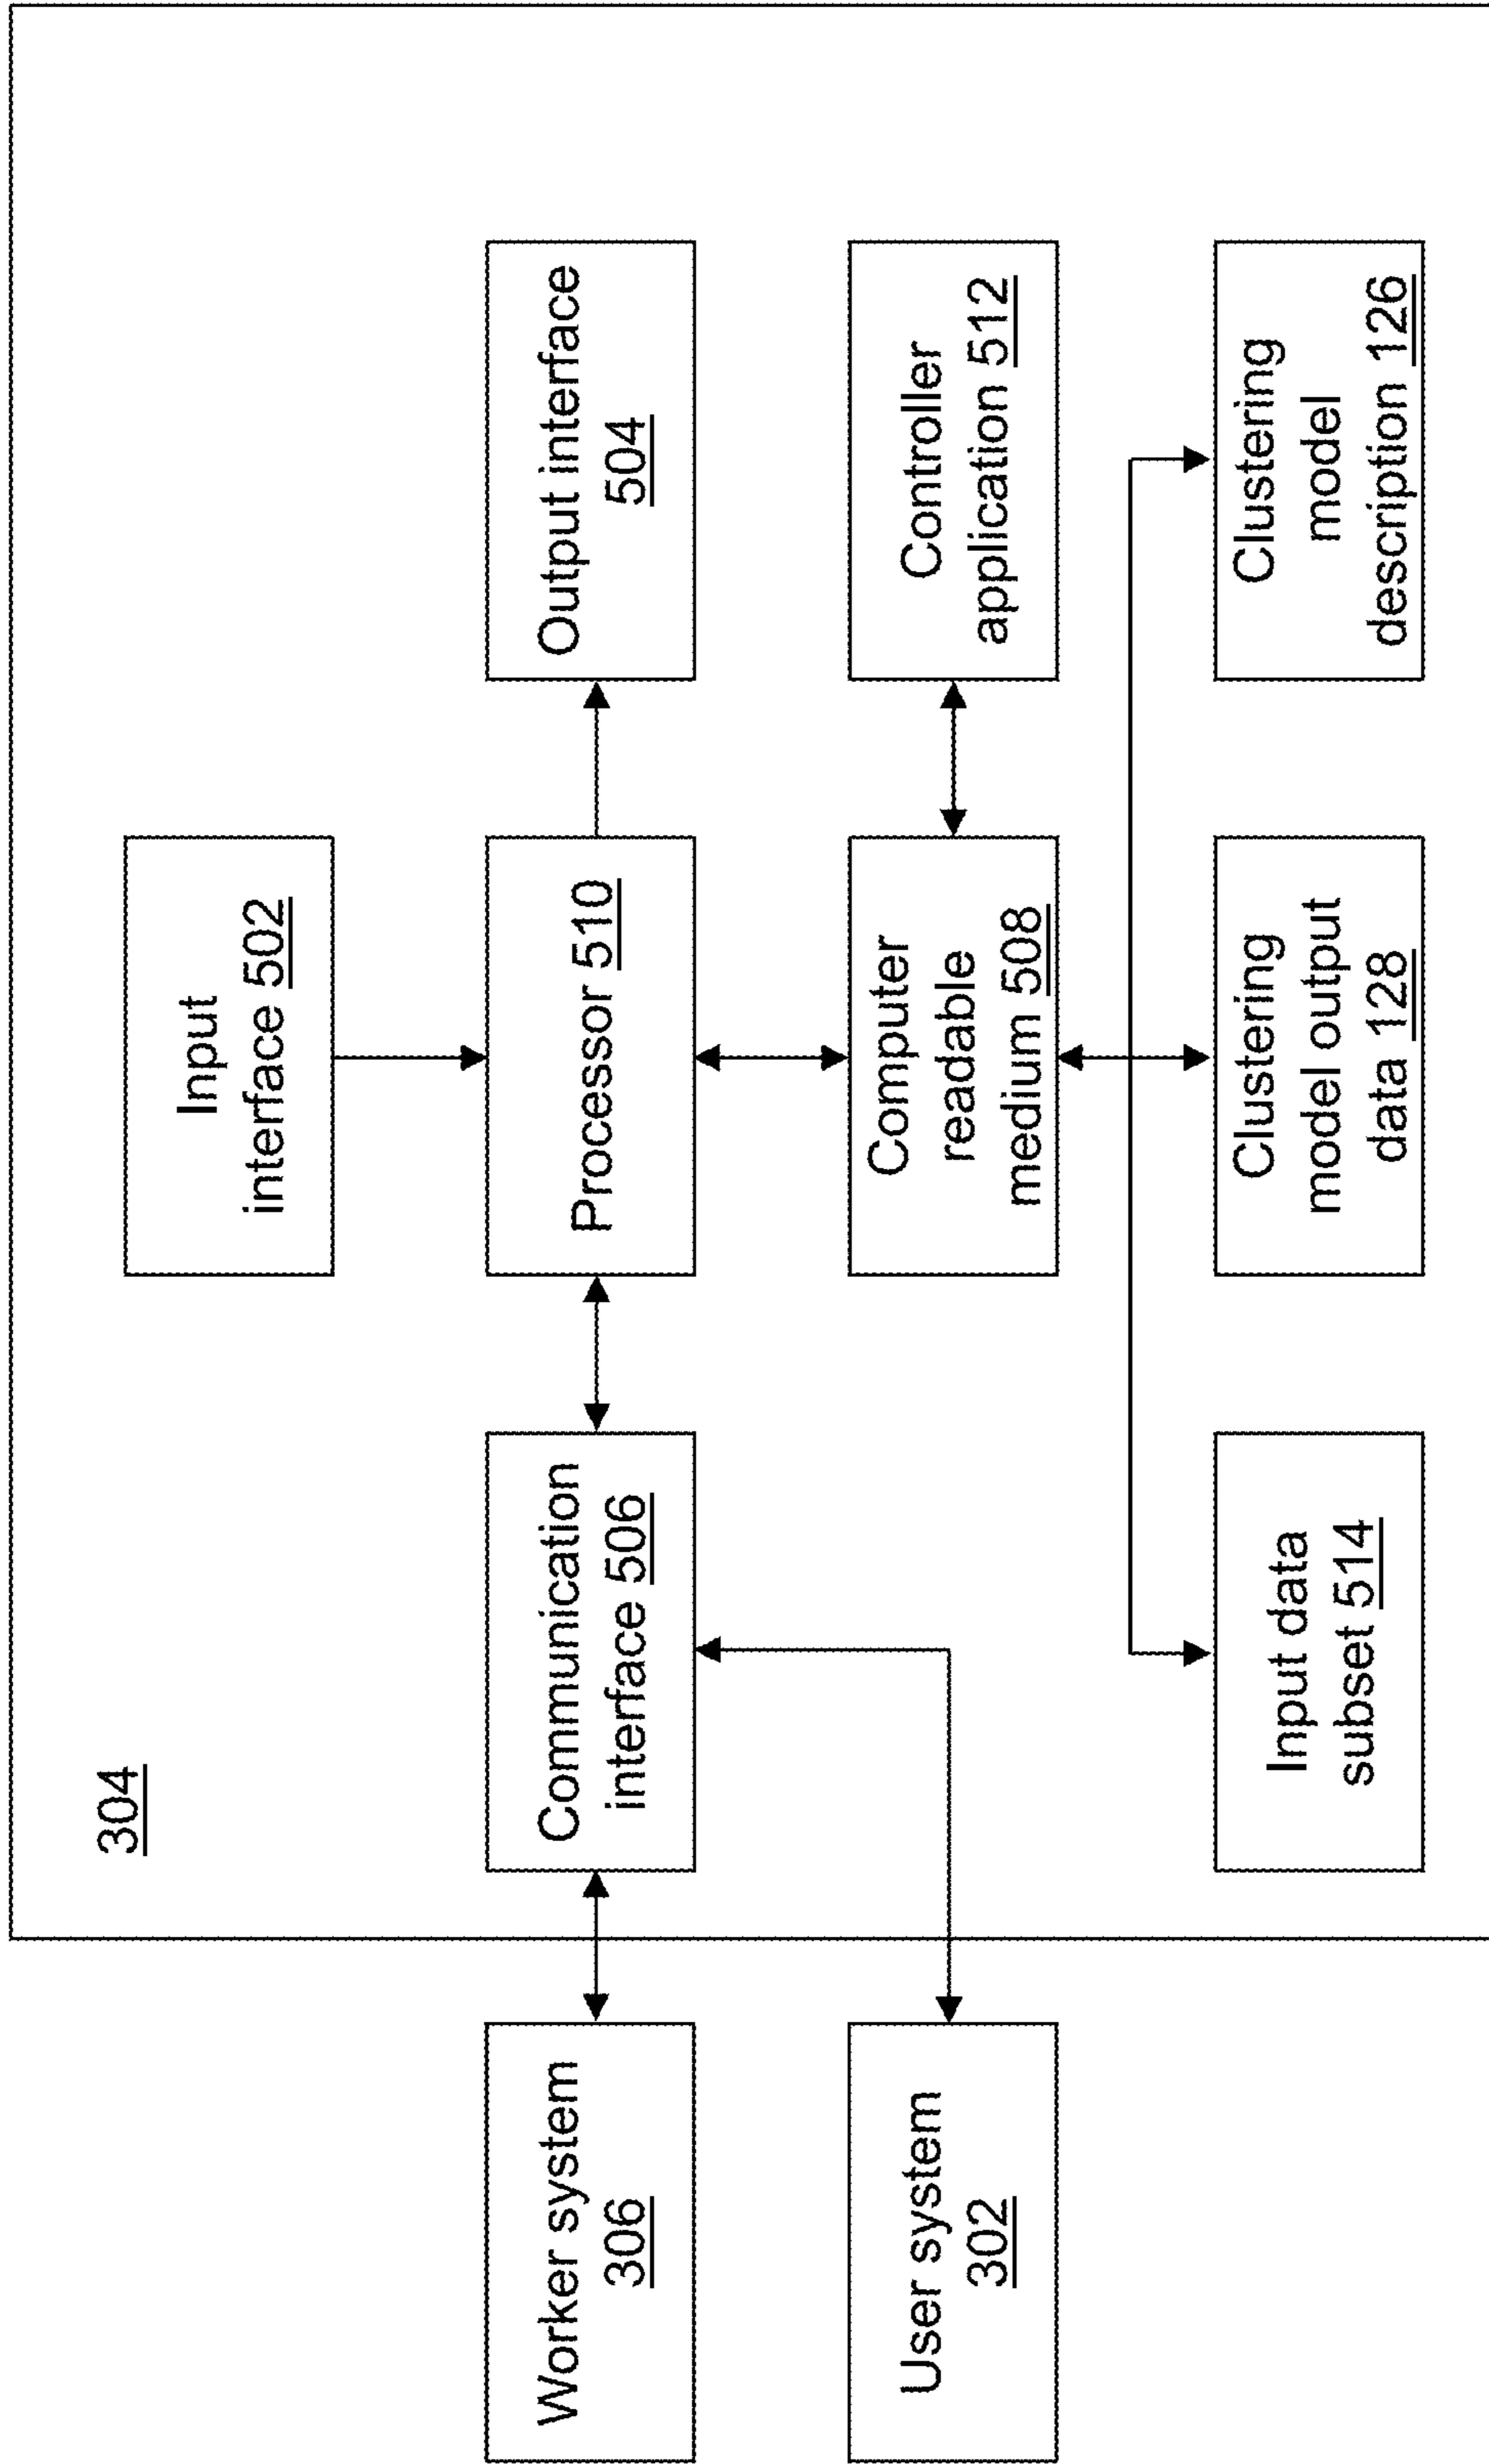 304
Input
interface 502
Worker system
306
Communication
interface 506
Processor 510
Output interface
504
User system
302
Computer
readable
medium 508
Controller
application 512
Input data
subset 514
Clustering
model output
data 128
Clustering
model
description 126